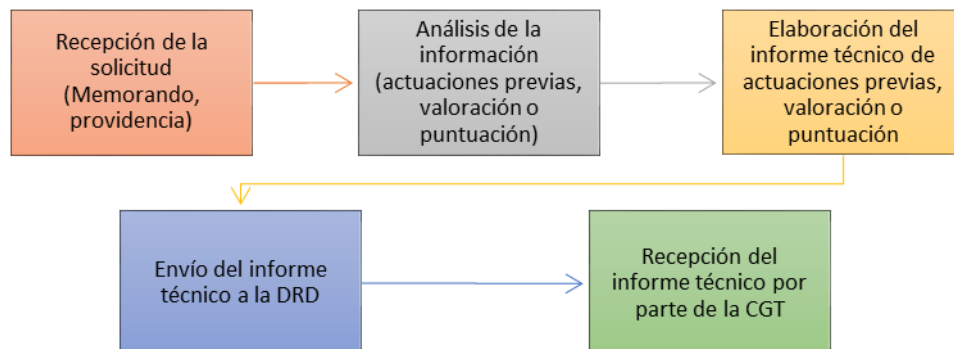 Recepción de la
solicitud
(Memorando,
providencia)
Análisis de la
información
(actuaciones previas,
valoración o
puntuación)
Elaboración del
informe técnico de
actuaciones previas,
valoración o
puntuación
Envío del informe
técnico a la DRD
Recepción del
informe técnico por
parte de la CGT